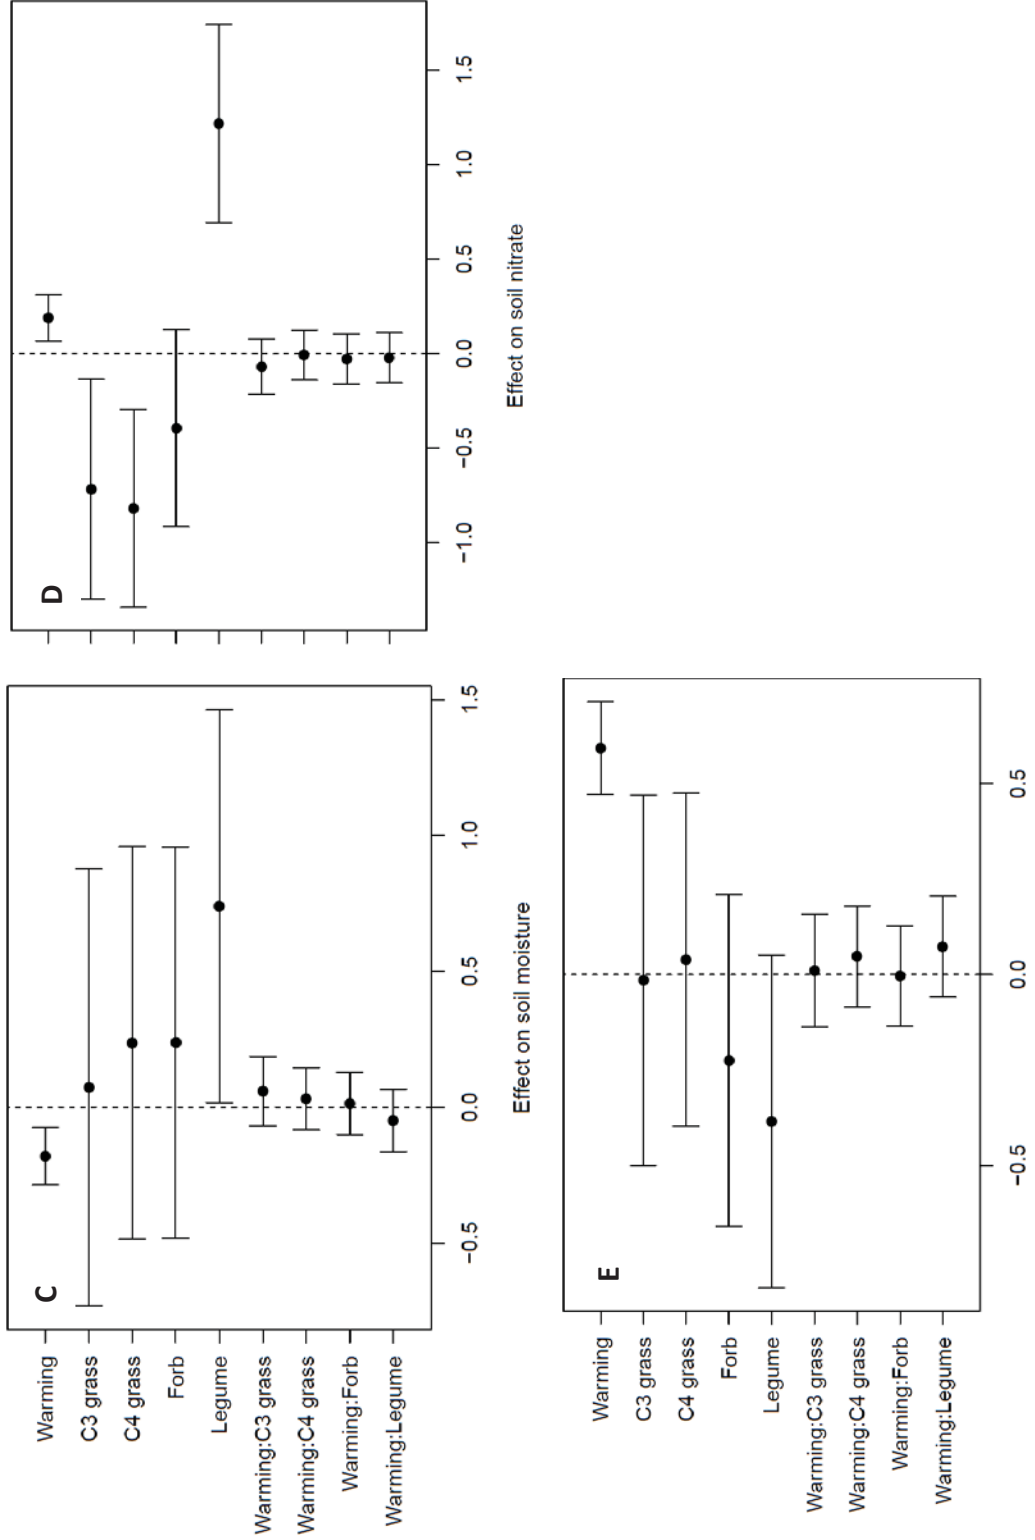 C
Warming
C3 grass
C4 grass
Forb
Legume
Warming:C3 grass
Warming:C4 grass
Warming:Forb
Warming:Legume
−0.5 0.0 0.5 1.0 1.5
Effect on soil moisture
D
−1.0 −0.5 0.0 0.5 1.0 1.5
Effect on soil nitrate
E
Warming
C3 grass
C4 grass
Forb
Legume
Warming:C3 grass
Warming:C4 grass
Warming:Forb
Warming:Legume
−0.5 0.0 0.5